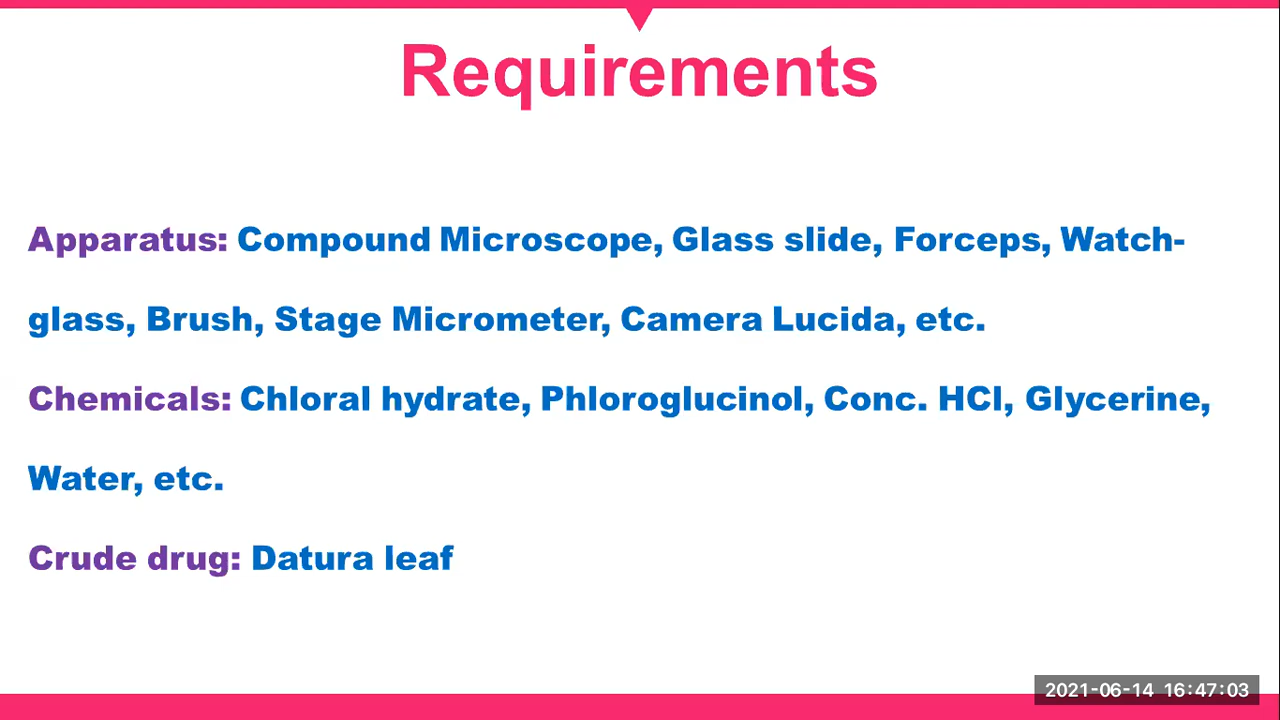 Requirements
Apparatus: Compound Microscope, Glass slide, Forceps, Watch-
glass, Brush, Stage Micrometer, Camera Lucida, etc.
Chemicals: Chloral hydrate, Phloroglucinol, Conc. HCl, Glycerine,
Water, etc.
Crude drug: Datura leaf
2021-06-14 16:47:03